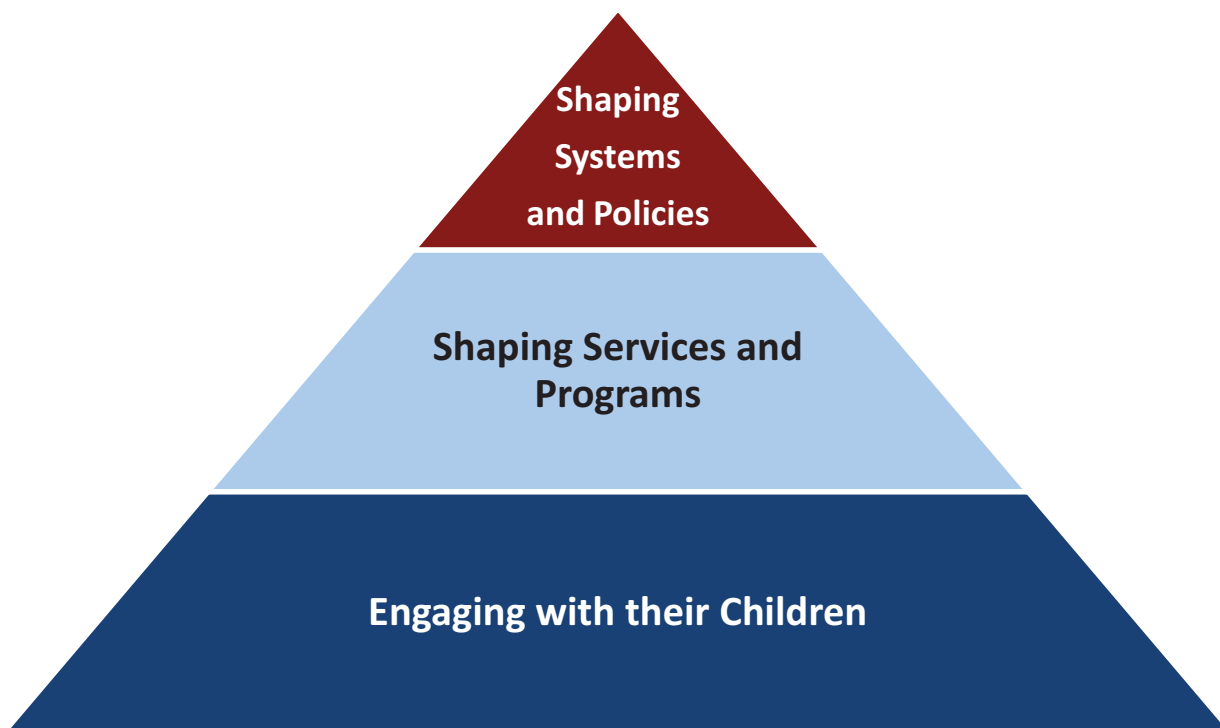 Shaping
Systems
and Policies
Shaping Services and
Programs
Engaging with their Children